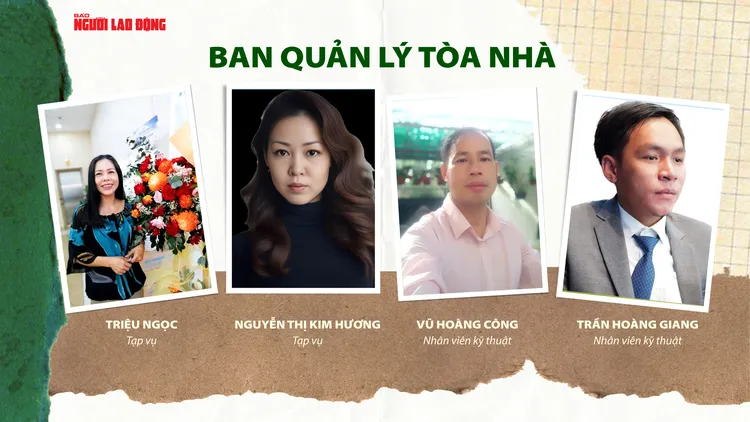 BÁO
NGƯỜI LAO ĐỘNG
BAN QUẢN LÝ TÒA NHÀ
TRIỆU NGỌC
Tạp vụ
NGUYỄN THỊ KIM HƯƠNG
Tạp vụ
VŨ HOÀNG CÔNG
Nhân viên kỹ thuật
TRẦN HOÀNG GIANG
Nhân viên kỹ thuật